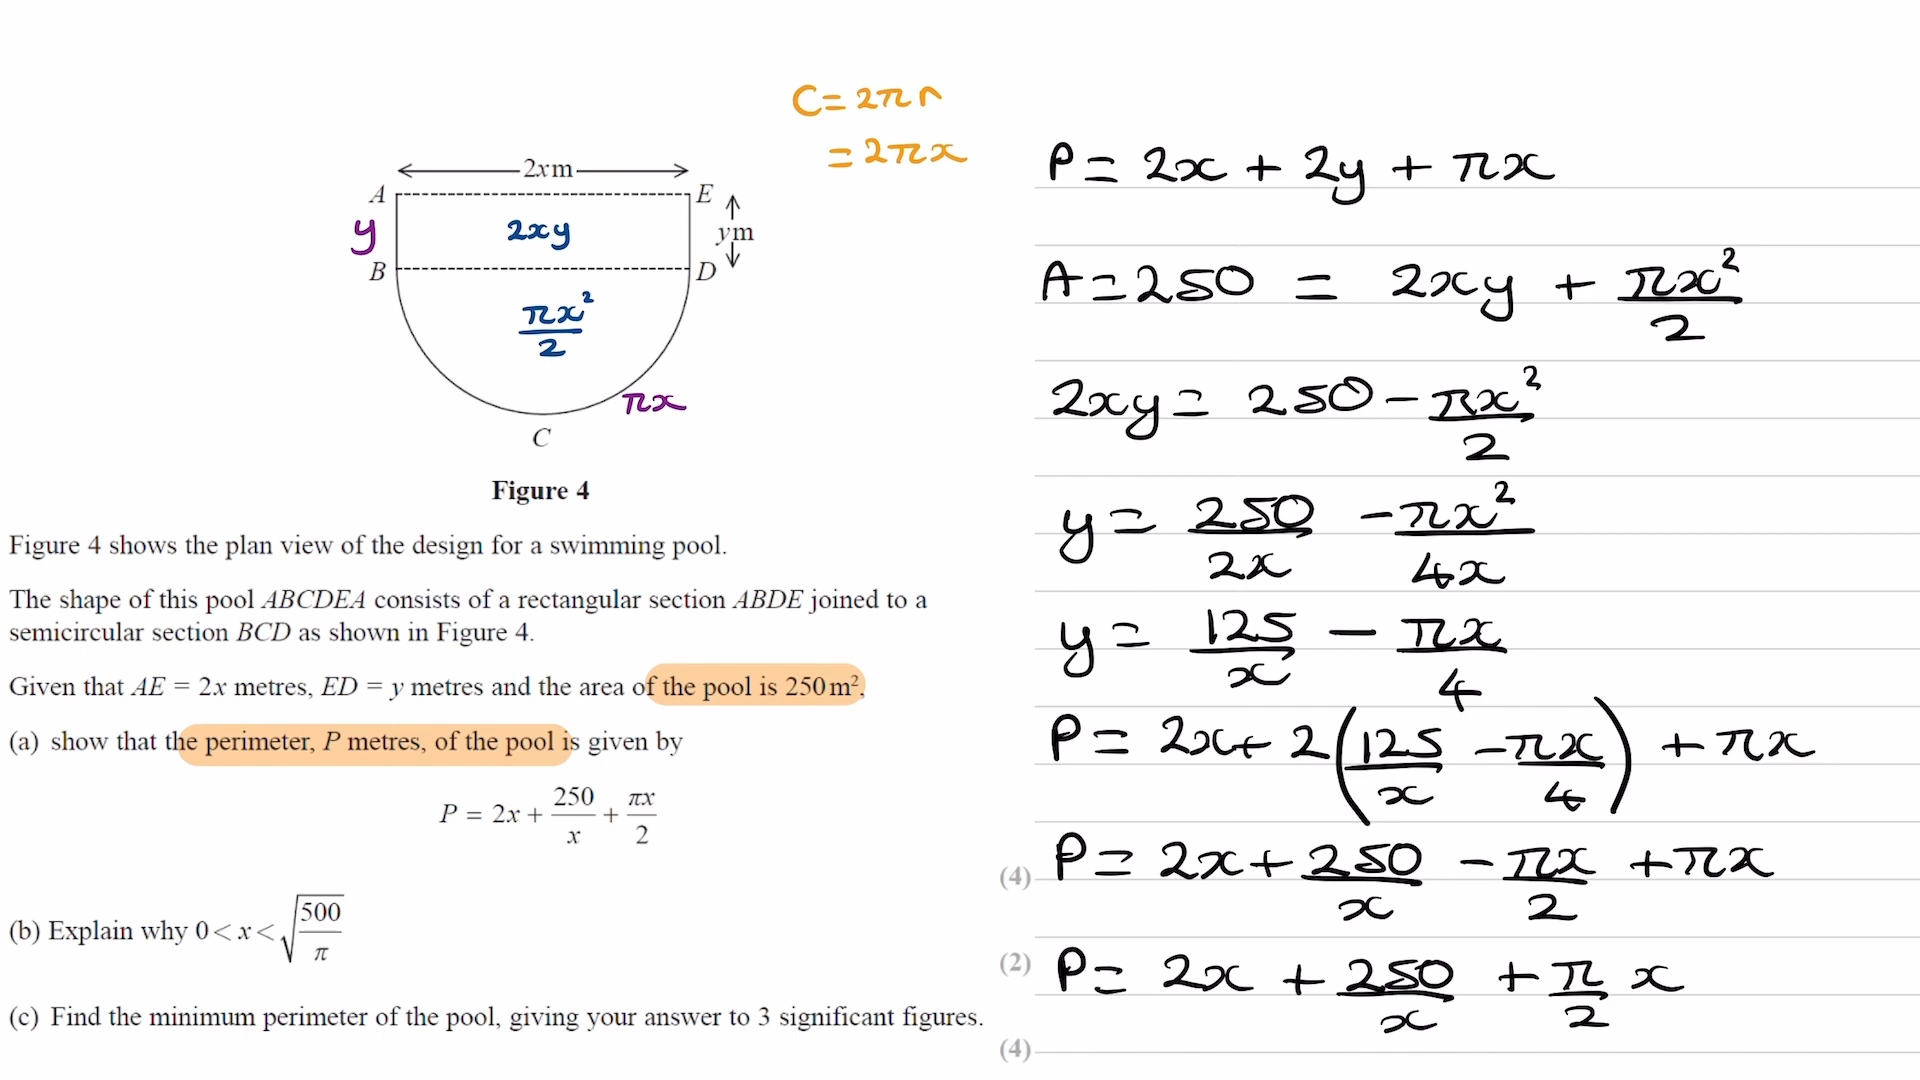 C = 2πr
= 2πx
2xm
A
E
y
2xy
ym
B
D
πx²/2
πx
C
Figure 4
Figure 4 shows the plan view of the design for a swimming pool.
The shape of this pool ABCDEA consists of a rectangular section ABDE joined to a
semicircular section BCD as shown in Figure 4.
Given that AE = 2x metres, ED = y metres and the area of the pool is 250 m²,
(a) show that the perimeter, P metres, of the pool is given by
P = 2x + 250/x + πx/2
(4)
(b) Explain why 0 < x < √(500/π)
(2)
(c) Find the minimum perimeter of the pool, giving your answer to 3 significant figures.
(4)
P = 2x + 2y + πx
A = 250 = 2xy + πx²/2
2xy = 250 - πx²/2
y = 250/2x - πx²/4x
y = 125/x - πx/4
P = 2x + 2(125/x - πx/4) + πx
P = 2x + 250/x - πx/2 + πx
P = 2x + 250/x + π/2 x